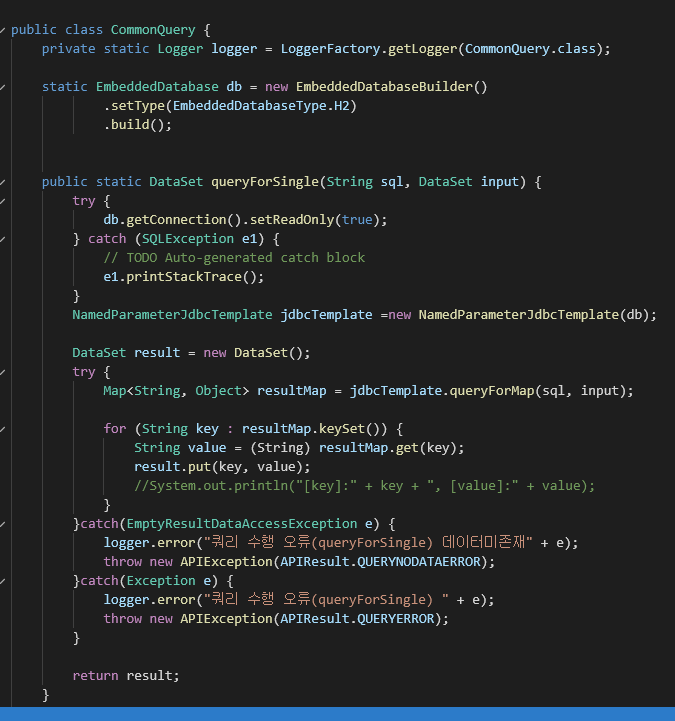 public class CommonQuery {
    private static Logger logger = LoggerFactory.getLogger(CommonQuery.class);
    static EmbeddedDatabase db = new EmbeddedDatabaseBuilder()
            .setType(EmbeddedDatabaseType.H2)
            .build();
    public static DataSet queryForSingle(String sql, DataSet input) {
        try {
            db.getConnection().setReadOnly(true);
        } catch (SQLException e1) {
            // TODO Auto-generated catch block
            e1.printStackTrace();
        }
        NamedParameterJdbcTemplate jdbcTemplate =new NamedParameterJdbcTemplate(db);
        DataSet result = new DataSet();
        try {
            Map<String, Object> resultMap = jdbcTemplate.queryForMap(sql, input);
            for (String key : resultMap.keySet()) {
                String value = (String) resultMap.get(key);
                result.put(key, value);
                //System.out.println("[key]:" + key + ", [value]:" + value);
            }
        }catch(EmptyResultDataAccessException e) {
            logger.error("쿼리 수행 오류(queryForSingle) 데이터미존재" + e);
            throw new APIException(APIResult.QUERYNODATAERROR);
        }catch(Exception e) {
            logger.error("쿼리 수행 오류(queryForSingle) " + e);
            throw new APIException(APIResult.QUERYERROR);
        }
        return result;
    }